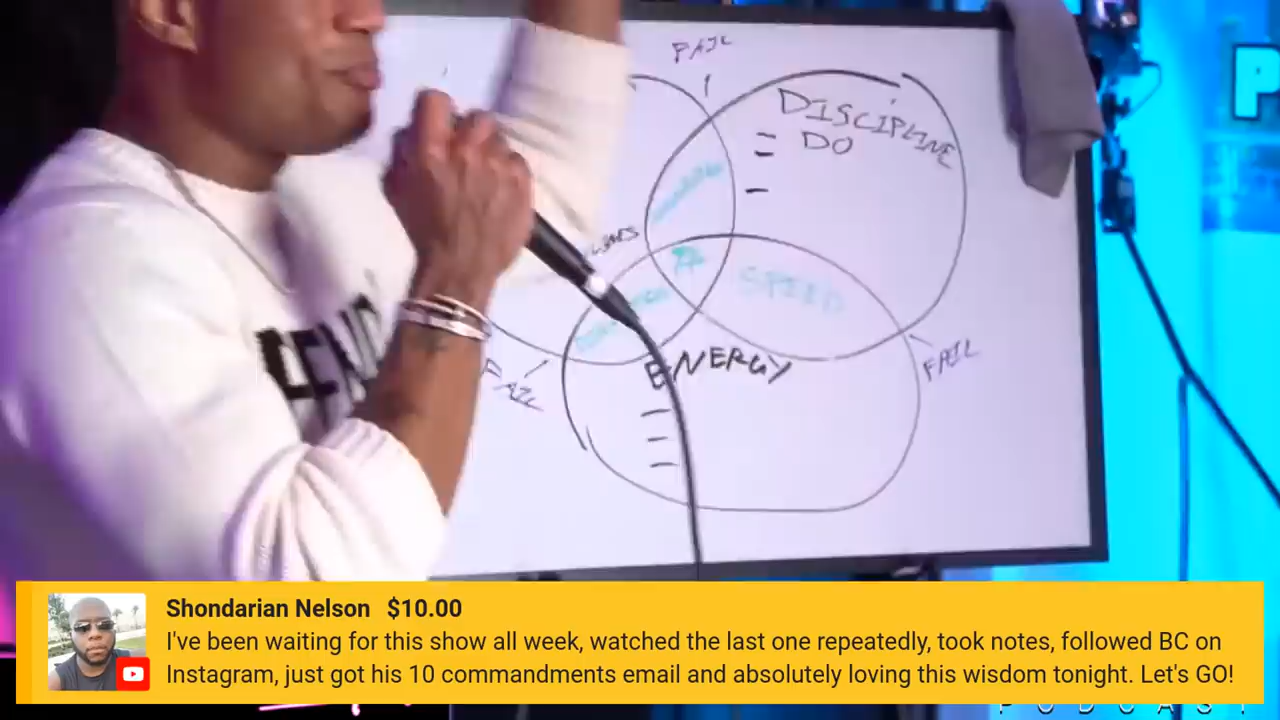 FAIL
DISCIPLINE
DO
SPEED
ENERGY
FAIL
FAIL
Shondarian Nelson $10.00
I've been waiting for this show all week, watched the last one repeatedly, took notes, followed BC on
Instagram, just got his 10 commandments email and absolutely loving this wisdom tonight. Let's GO!
PODCAST